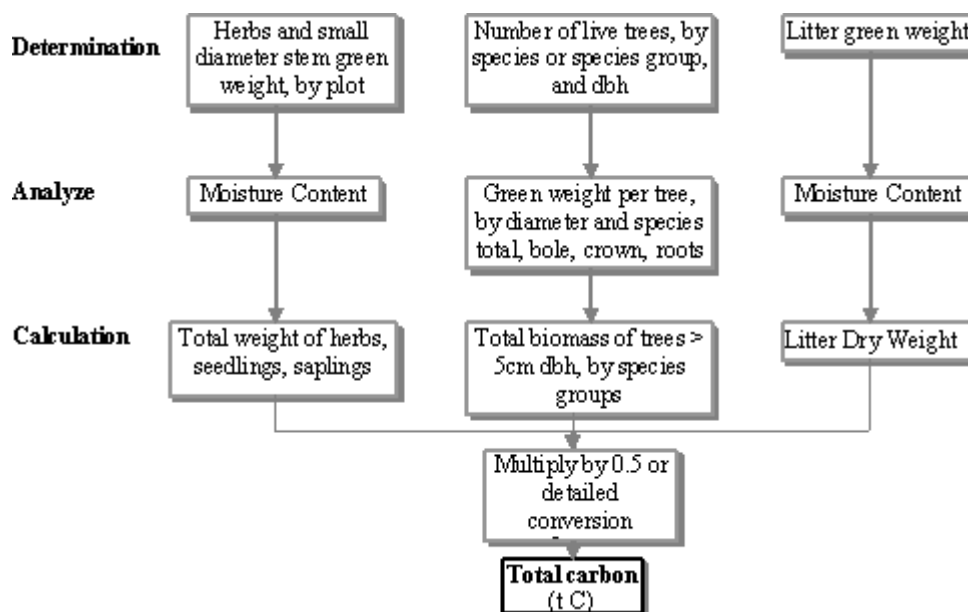 Determination
Herbs and small
diameter stem green
weight, by plot
Number of live trees, by
species or species group,
and dbh
Litter green weight
Analyze
Moisture Content
Green weight per tree,
by diameter and species
total, bole, crown, roots
Moisture Content
Calculation
Total weight of herbs,
seedlings, saplings
Total biomass of trees >
5cm dbh, by species
groups
Litter Dry Weight
Multiply by 0.5 or
detailed
conversion
Total carbon
(t C)